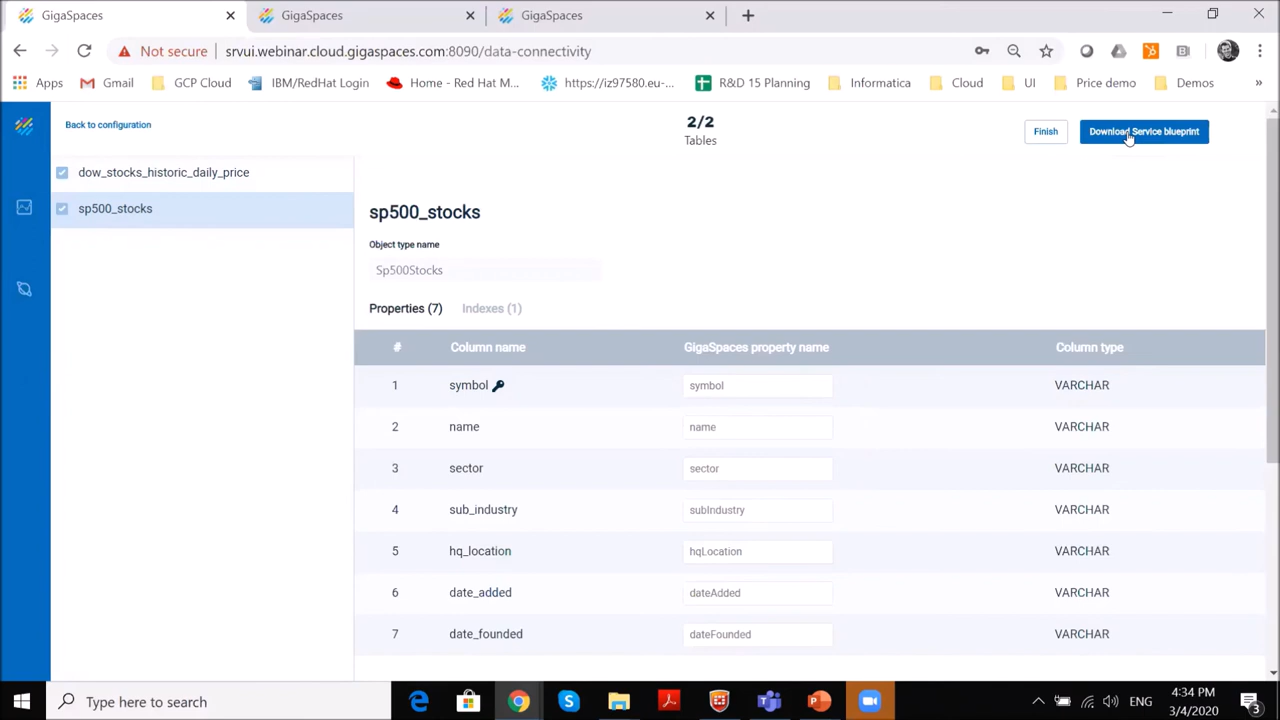 GigaSpaces
GigaSpaces
GigaSpaces
Not secure
srvui.webinar.cloud.gigaspaces.com:8090/data-connectivity
Apps
Gmail
GCP Cloud
IBM/RedHat Login
Home - Red Hat M...
https://iz97580.eu-...
R&D 15 Planning
Informatica
Cloud
UI
Price demo
Demos
»
Back to configuration
2/2
Tables
Finish
Download Service blueprint
dow_stocks_historic_daily_price
sp500_stocks
sp500_stocks
Object type name
Sp500Stocks
Properties (7)
Indexes (1)
# Column name GigaSpaces property name Column type
1 symbol symbol VARCHAR
2 name name VARCHAR
3 sector sector VARCHAR
4 sub_industry subIndustry VARCHAR
5 hq_location hqLocation VARCHAR
6 date_added dateAdded VARCHAR
7 date_founded dateFounded VARCHAR
Type here to search
ENG
4:34 PM
3/4/2020
3